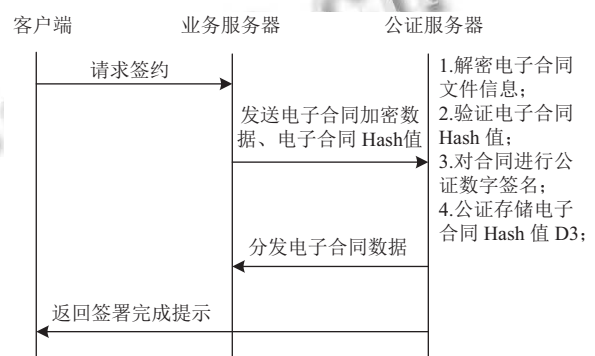 客户端
业务服务器
公证服务器
请求签约
发送电子合同加密数
据、电子合同 Hash值
1.解密电子合同
文件信息；
2.验证电子合同
Hash 值；
3.对合同进行公
证数字签名；
4.公证存储电子
合同 Hash 值 D3；
分发电子合同数据
返回签署完成提示